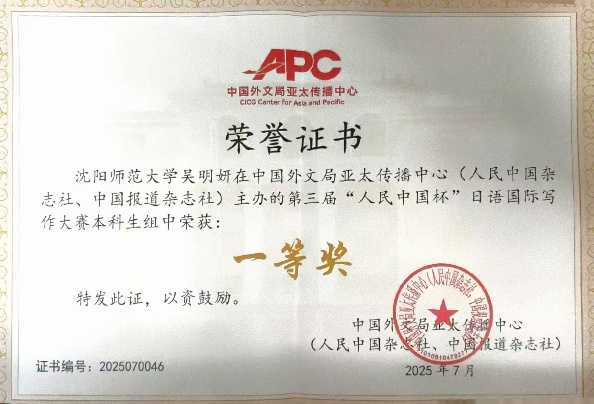 APC
中国外文局亚太传播中心
CICG Center for Asia and Pacific
荣誉证书
沈阳师范大学吴明妍在中国外文局亚太传播中心（人民中国杂
志社、中国报道杂志社）主办的第三届“人民中国杯”日语国际写
作大赛本科生组中荣获：
一等奖
特发此证，以资鼓励。
中国外文局亚太传播中心
（人民中国杂志社、中国报道杂志社）
2025 年 7 月
证书编号：2025070046